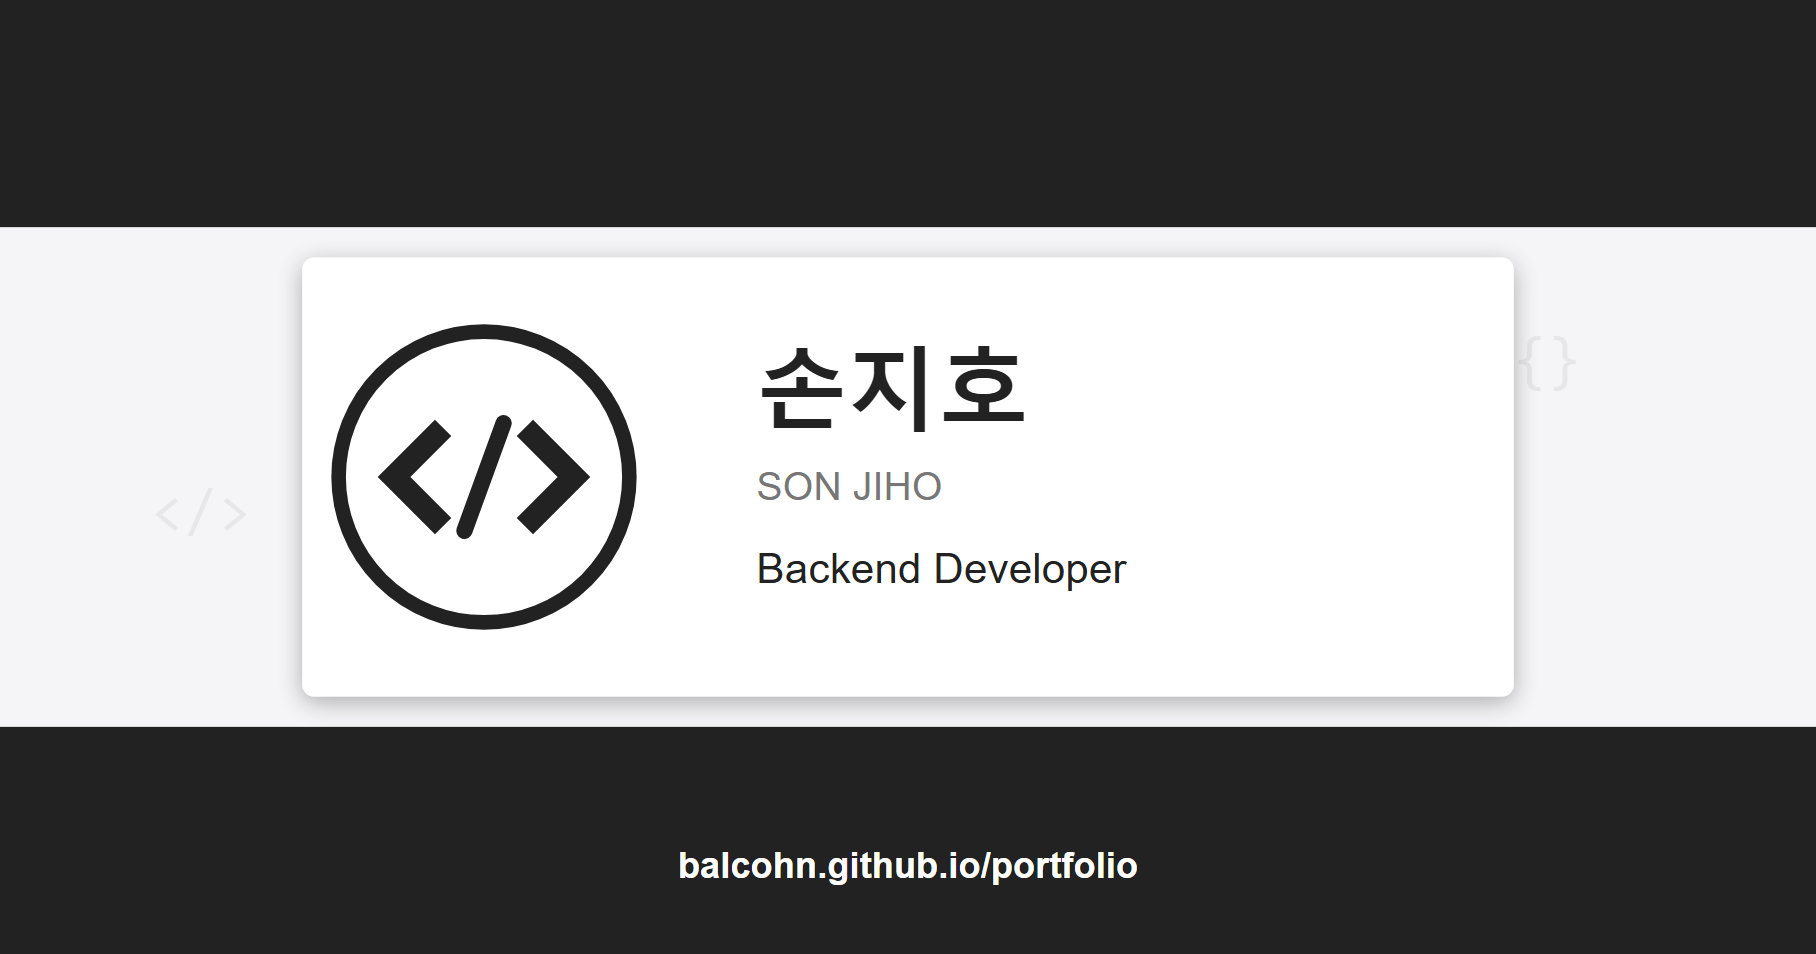 손지호
SON JIHO
Backend Developer
</>
{}
</>
balcohn.github.io/portfolio